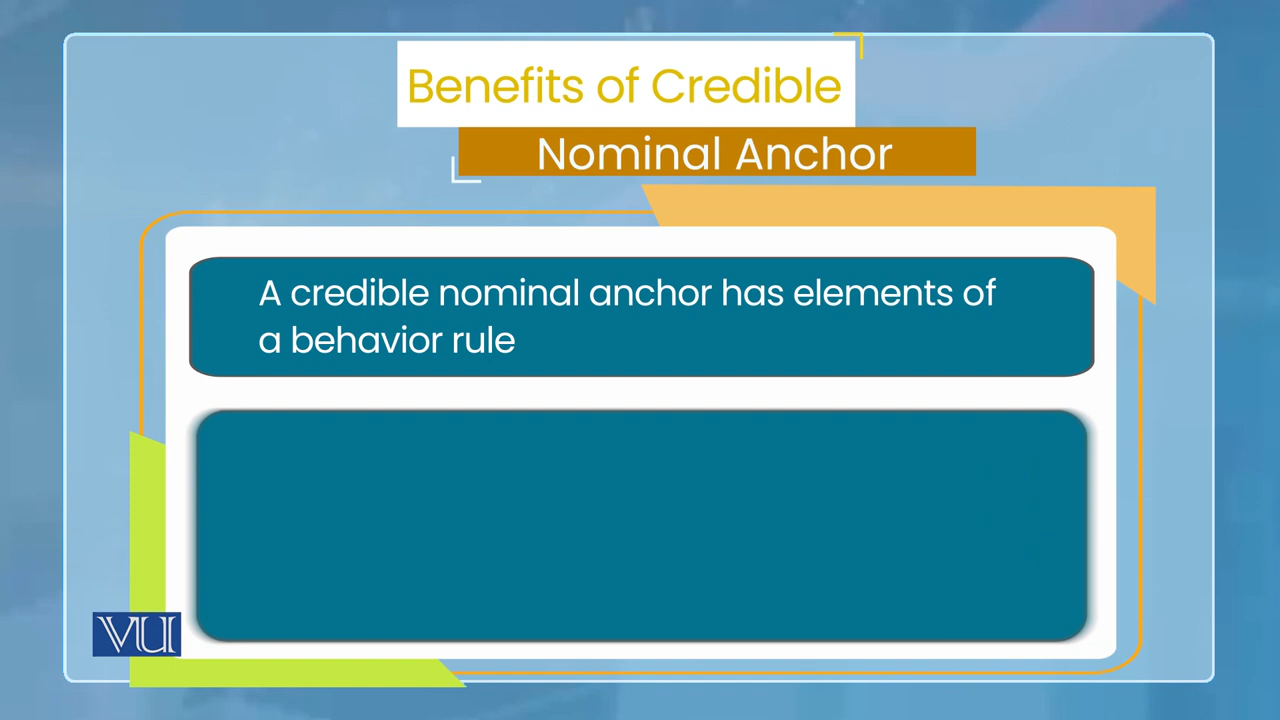 Benefits of Credible
Nominal Anchor
A credible nominal anchor has elements of
a behavior rule
VU